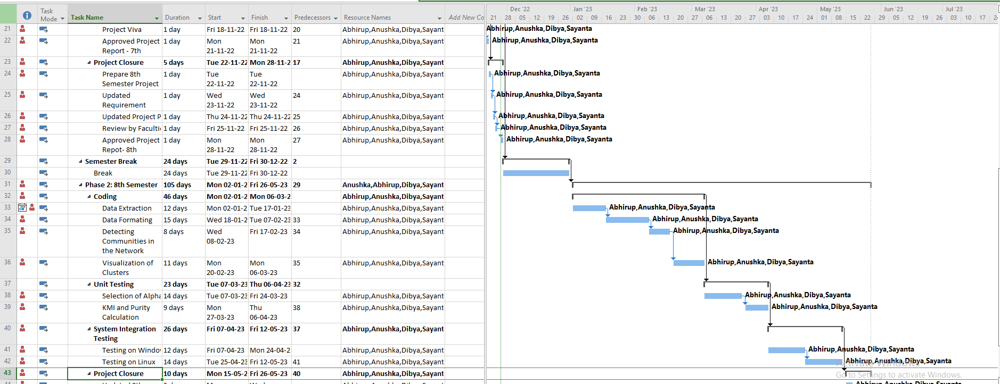 Task Mode Task Name Duration Start Finish Predecessors Resource Names Add New Co
Dec '22 Jan '23 Feb '23 Mar '23 Apr '23 May '23 Jun '23 Jul '23
21 28 05 12 19 26 02 09 16 23 30 06 13 20 27 06 13 20 27 03 10 17 24 01 08 15 22 29 05 12 19 26 03 10 17 24
21 Project Viva 1 day Fri 18-11-22 Fri 18-11-22 20 Abhirup,Anushka,Dibya,Sayant Abhirup,Anushka,Dibya,Sayanta
22 Approved Project Report - 7th 1 day Mon 21-11-22 Mon 21-11-22 21 Abhirup,Anushka,Dibya,Sayant Abhirup,Anushka,Dibya,Sayanta
23 Project Closure 5 days Tue 22-11-22 Mon 28-11-2 17 Abhirup,Anushka,Dibya,Sayant
24 Prepare 8th Semester Project 1 day Tue 22-11-22 Tue 22-11-22 Abhirup,Anushka,Dibya,Sayant Abhirup,Anushka,Dibya,Sayanta
25 Updated Requirement 1 day Wed 23-11-22 Wed 23-11-22 24 Abhirup,Anushka,Dibya,Sayant Abhirup,Anushka,Dibya,Sayanta
26 Updated Project P 1 day Thu 24-11-22 Thu 24-11-22 25 Abhirup,Anushka,Dibya,Sayant Abhirup,Anushka,Dibya,Sayanta
27 Review by Faculti 1 day Fri 25-11-22 Fri 25-11-22 26 Abhirup,Anushka,Dibya,Sayant Abhirup,Anushka,Dibya,Sayanta
28 Approved Project Repot- 8th 1 day Mon 28-11-22 Mon 28-11-22 27 Abhirup,Anushka,Dibya,Sayant Abhirup,Anushka,Dibya,Sayanta
29 Semester Break 24 days Tue 29-11-22 Fri 30-12-22 2
30 Break 24 days Tue 29-11-22 Fri 30-12-22
31 Phase 2: 8th Semester 105 days Mon 02-01-2 Fri 26-05-23 29 Anushka,Abhirup,Dibya,Sayant
32 Coding 46 days Mon 02-01-2 Mon 06-03-2 Abhirup,Anushka,Dibya,Sayant
33 Data Extraction 12 days Mon 02-01-2 Tue 17-01-23 Abhirup,Anushka,Dibya,Sayant Abhirup,Anushka,Dibya,Sayanta
34 Data Formating 15 days Wed 18-01-2 Tue 07-02-23 33 Abhirup,Anushka,Dibya,Sayant Abhirup,Anushka,Dibya,Sayanta
35 Detecting Communities in the Network 8 days Wed 08-02-23 Fri 17-02-23 34 Abhirup,Anushka,Dibya,Sayant Abhirup,Anushka,Dibya,Sayanta
36 Visualization of Clusters 11 days Mon 20-02-23 Mon 06-03-23 35 Abhirup,Anushka,Dibya,Sayant Abhirup,Anushka,Dibya,Sayanta
37 Unit Testing 23 days Tue 07-03-23 Thu 06-04-23 32
38 Selection of Alpha 14 days Tue 07-03-23 Fri 24-03-23 Abhirup,Anushka,Dibya,Sayant Abhirup,Anushka,Dibya,Sayanta
39 KMI and Purity Calculation 9 days Mon 27-03-23 Thu 06-04-23 38 Abhirup,Anushka,Dibya,Sayant Abhirup,Anushka,Dibya,Sayanta
40 System Integration Testing 26 days Fri 07-04-23 Fri 12-05-23 37 Abhirup,Anushka,Dibya,Sayant
41 Testing on Windo 12 days Fri 07-04-23 Mon 24-04-2 Abhirup,Anushka,Dibya,Sayant Abhirup,Anushka,Dibya,Sayanta
42 Testing on Linux 14 days Tue 25-04-23 Fri 12-05-23 41 Abhirup,Anushka,Dibya,Sayant Abhirup,Anushka,Dibya,Sayanta
43 Project Closure 10 days Mon 15-05-2 Fri 26-05-23 40 Abhirup,Anushka,Dibya,Sayant
Activate Windows
Go to Settings to activate Windows.